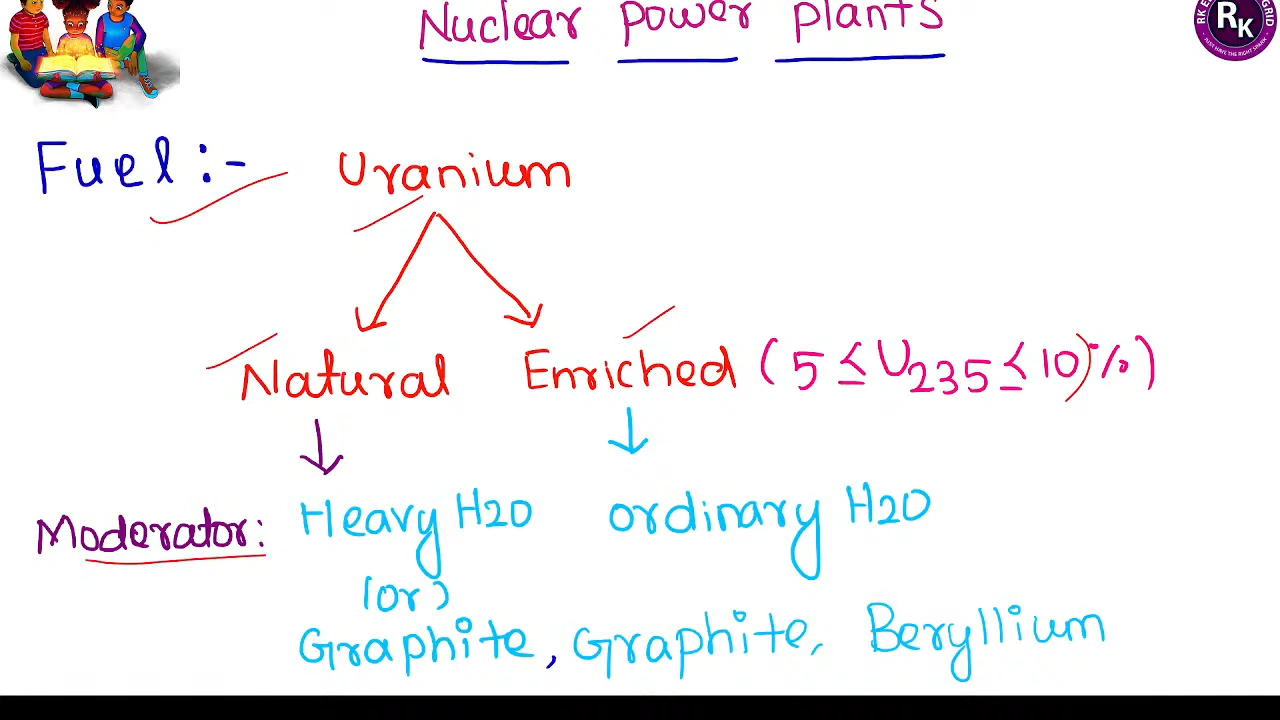 Nuclear Power Plants
RK
Fuel :- Uranium
Natural Enriched (5 ≤ U235 ≤ 10)%)
Moderator: Heavy H2O ordinary H2O
(or)
Graphite, Graphite, Beryllium